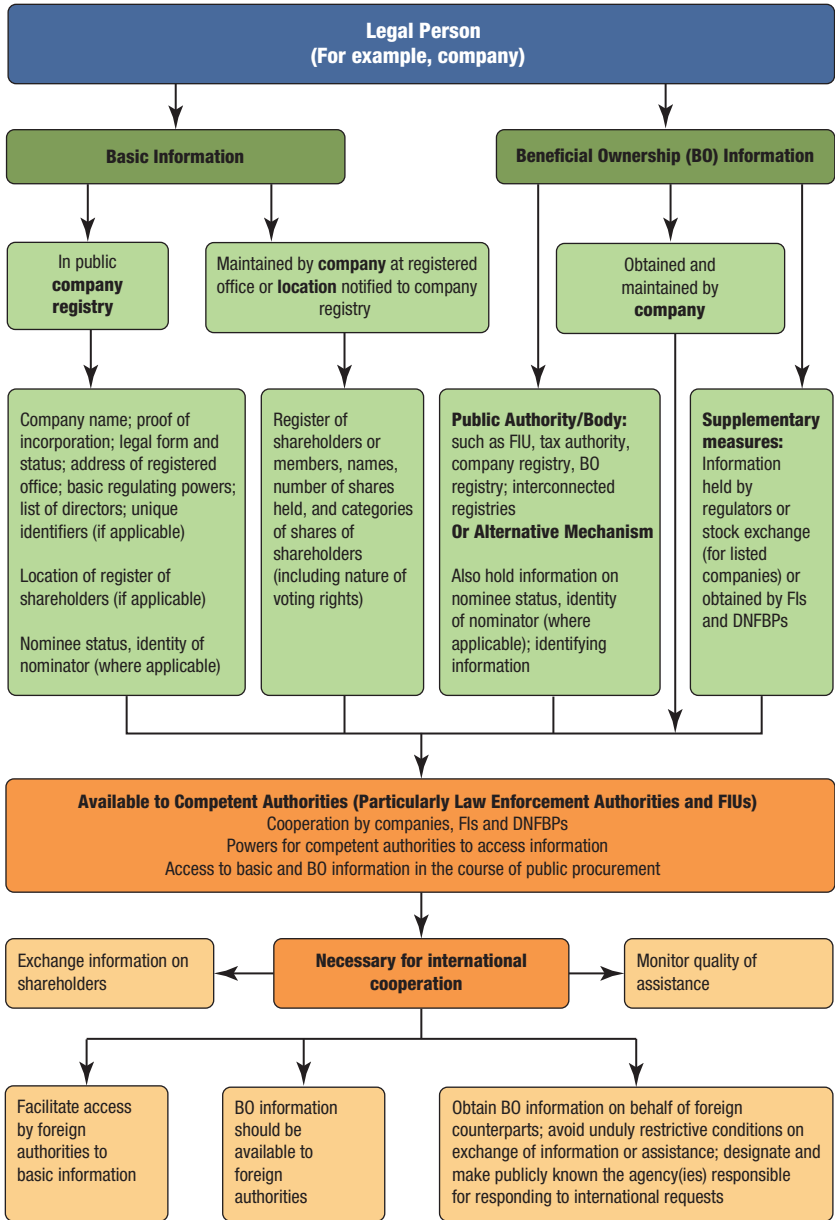 Legal Person
(For example, company)
Basic Information
Beneficial Ownership (BO) Information
In public
company
registry
Maintained by company at registered
office or location notified to company
registry
Obtained and
maintained by
company
Company name; proof of
incorporation; legal form and
status; address of registered
office; basic regulating powers;
list of directors; unique
identifiers (if applicable)
Location of register of
shareholders (if applicable)
Nominee status, identity of
nominator (where applicable)
Register of
shareholders or
members, names,
number of shares
held, and categories
of shares of
shareholders
(including nature of
voting rights)
Public Authority/Body:
such as FIU, tax authority,
company registry, BO
registry; interconnected
registries
Or Alternative Mechanism
Also hold information on
nominee status, identity
of nominator (where
applicable); identifying
information
Supplementary
measures:
Information
held by
regulators or
stock exchange
(for listed
companies) or
obtained by FIs
and DNFBPs
Available to Competent Authorities (Particularly Law Enforcement Authorities and FIUs)
Cooperation by companies, FIs and DNFBPs
Powers for competent authorities to access information
Access to basic and BO information in the course of public procurement
Exchange information on
shareholders
Necessary for international
cooperation
Monitor quality of
assistance
Facilitate access
by foreign
authorities to
basic information
BO information
should be
available to
foreign
authorities
Obtain BO information on behalf of foreign
counterparts; avoid unduly restrictive conditions on
exchange of information or assistance; designate and
make publicly known the agency(ies) responsible
for responding to international requests